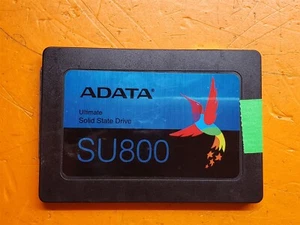 ADATA
Ultimate
Solid State Drive
SU800